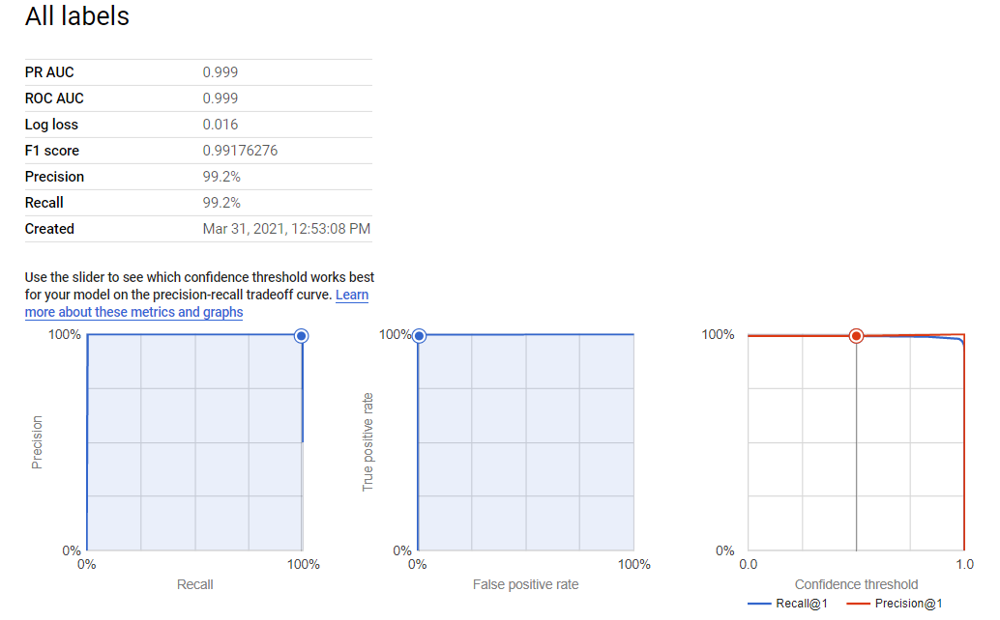 All labels
PR AUC 0.999
ROC AUC 0.999
Log loss 0.016
F1 score 0.99176276
Precision 99.2%
Recall 99.2%
Created Mar 31, 2021, 12:53:08 PM
Use the slider to see which confidence threshold works best
for your model on the precision-recall tradeoff curve. Learn
more about these metrics and graphs
100%
Precision
0%
0% 100%
Recall
100%
True positive rate
0%
0% 100%
False positive rate
100%
0%
0.0 1.0
Confidence threshold
Recall@1 Precision@1